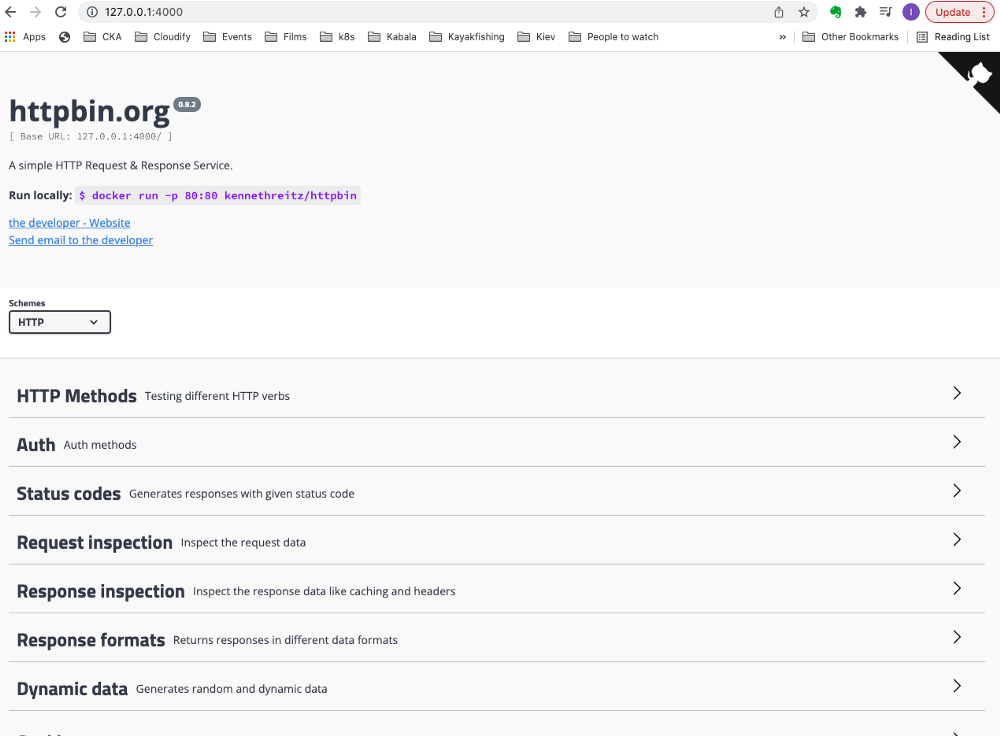 127.0.0.1:4000
I
Update
Apps
CKA
Cloudify
Events
Films
k8s
Kabala
Kayakfishing
Kiev
People to watch
»
Other Bookmarks
Reading List
httpbin.org 0.9.2
[ Base URL: 127.0.0.1:4000/ ]
A simple HTTP Request & Response Service.
Run locally: $ docker run -p 80:80 kennethreitz/httpbin
the developer - Website
Send email to the developer
Schemes
HTTP
HTTP Methods Testing different HTTP verbs
Auth Auth methods
Status codes Generates responses with given status code
Request inspection Inspect the request data
Response inspection Inspect the response data like caching and headers
Response formats Returns responses in different data formats
Dynamic data Generates random and dynamic data